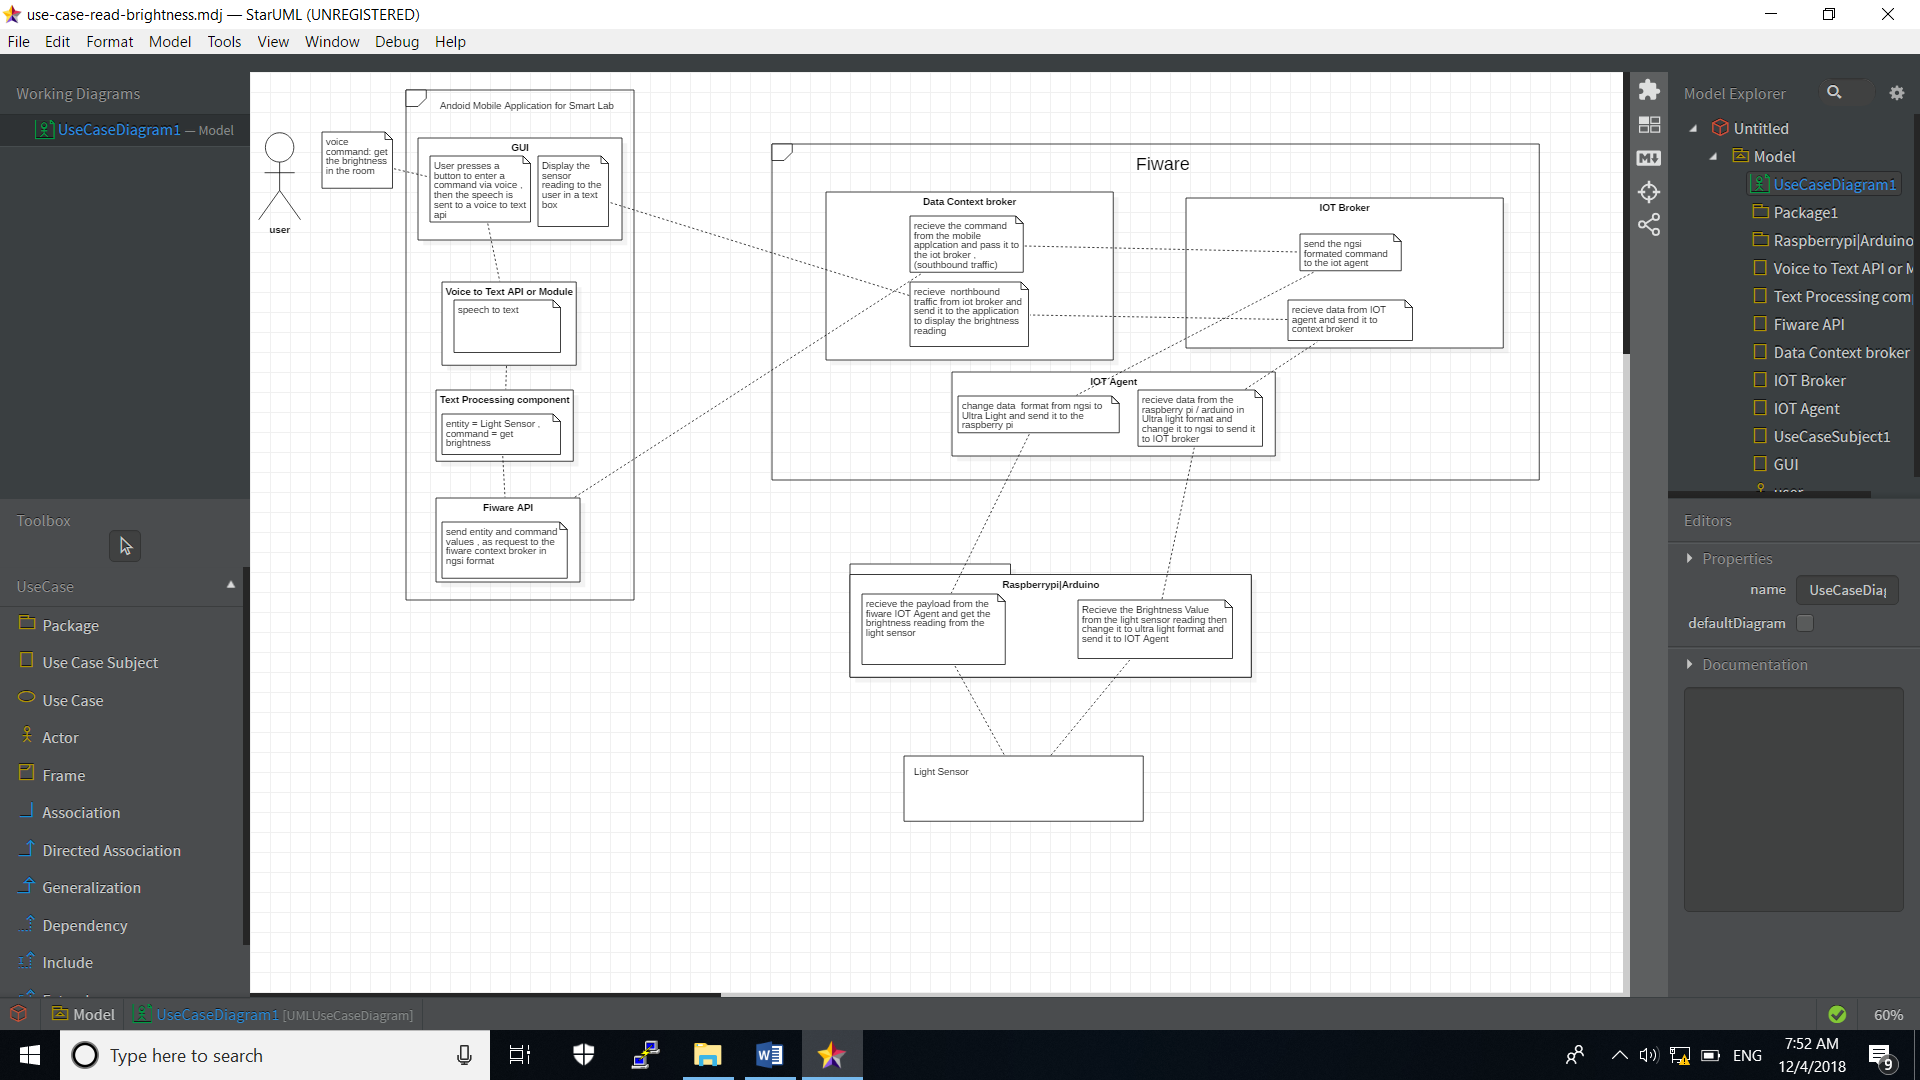 use-case-read-brightness.mdj — StarUML (UNREGISTERED)
File Edit Format Model Tools View Window Debug Help
Working Diagrams
UseCaseDiagram1 — Model
Toolbox
UseCase
Package
Use Case Subject
Use Case
Actor
Frame
Association
Directed Association
Generalization
Dependency
Include
user
voice
command: get
the brightness
in the room
Andoid Mobile Application for Smart Lab
GUI
User presses a
button to enter a
command via voice ,
then the speech is
sent to a voice to text
api
Display the
sensor
reading to the
user in a text
box
Voice to Text API or Module
speech to text
Text Processing component
entity = Light Sensor ,
command = get
brightness
Fiware API
send entity and command
values , as request to the
fiware context broker in
ngsi format
Fiware
Data Context broker
recieve the command
from the mobile
applcation and pass it to
the iot broker ,
(southbound traffic)
recieve northbound
traffic from iot broker and
send it to the application
to display the brightness
reading
IOT Broker
send the ngsi
formated command
to the iot agent
recieve data from IOT
agent and send it to
context broker
IOT Agent
change data format from ngsi to
Ultra Light and send it to the
raspberry pi
recieve data from the
raspberry pi / arduino in
Ultra light format and
change it to ngsi to send it
to IOT broker
Raspberrypi|Arduino
recieve the payload from the
fiware IOT Agent and get the
brightness reading from the
light sensor
Recieve the Brightness Value
from the light sensor reading then
change it to ultra light format and
send it to IOT Agent
Light Sensor
M
Model Explorer
Untitled
Model
UseCaseDiagram1
Package1
Raspberrypi|Arduino
Voice to Text API or M
Text Processing com
Fiware API
Data Context broker
IOT Broker
IOT Agent
UseCaseSubject1
GUI
Editors
Properties
name UseCaseDia
defaultDiagram
Documentation
Model UseCaseDiagram1 [UMLUseCaseDiagram] 60%
Type here to search
W
ENG
7:52 AM
12/4/2018
9